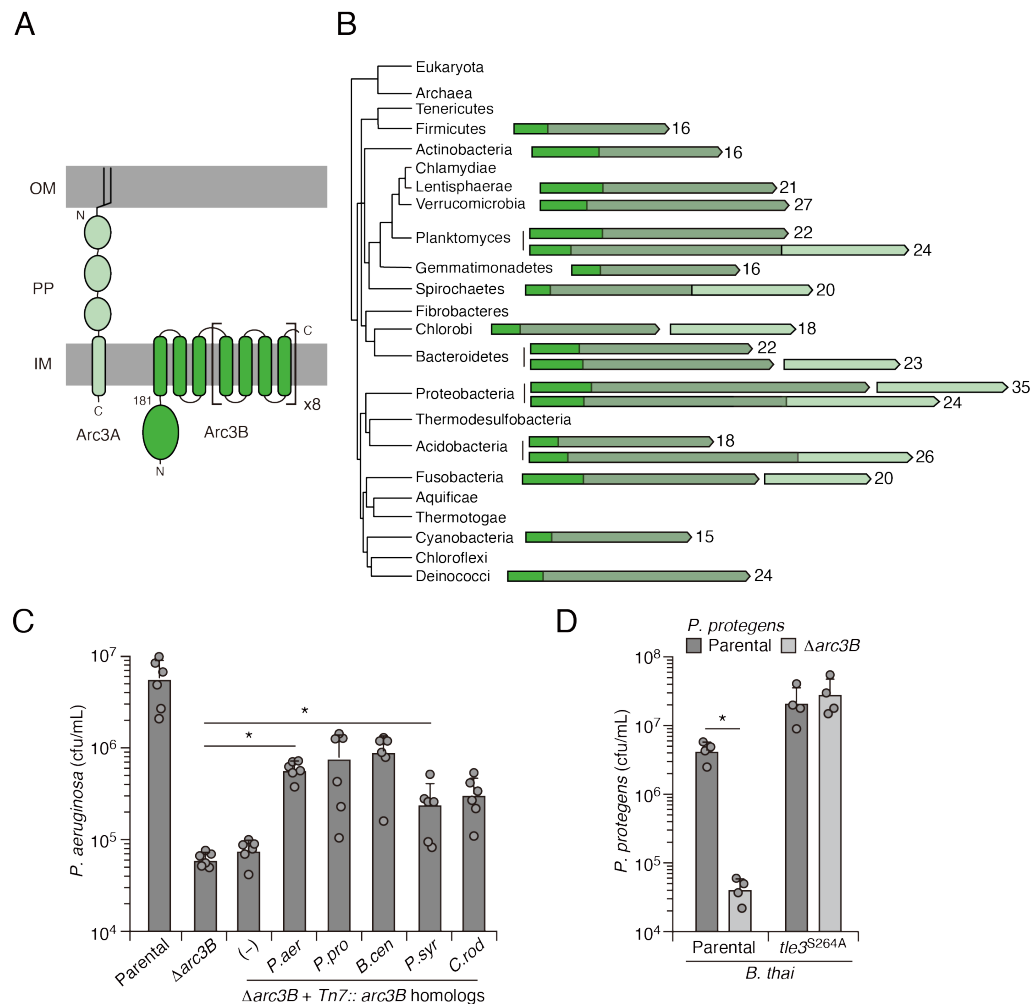 A
OM
N
PP
IM
C
181
C
x8
Arc3A
Arc3B
N
B
Eukaryota
Archaea
Tenericutes
Firmicutes 16
Actinobacteria 16
Chlamydiae
Lentisphaerae 21
Verrucomicrobia 27
Planktomyces 22
24
Gemmatimonadetes 16
Spirochaetes 20
Fibrobacteres
Chlorobi 18
Bacteroidetes 22
23
Proteobacteria 35
24
Thermodesulfobacteria
Acidobacteria 18
26
Fusobacteria 20
Aquificae
Thermotogae
Cyanobacteria 15
Chloroflexi
Deinococci 24
C
P. aeruginosa (cfu/mL)
10⁷
10⁶
10⁵
10⁴
*
*
Parental
Δarc3B
(–)
P.aer
P.pro
B.cen
P.syr
C.rod
Δarc3B + Tn7:: arc3B homologs
D
P. protegens
Parental Δarc3B
P. protegens (cfu/mL)
10⁸
10⁷
10⁶
10⁵
10⁴
*
Parental tle3S264A
B. thai